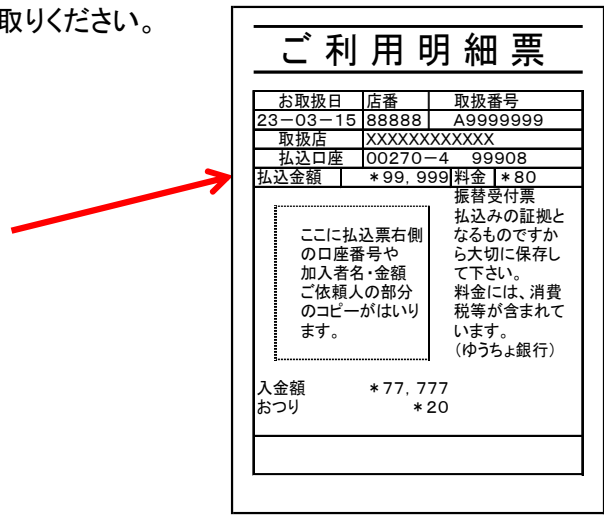 取りください。
ご利用明細票
お取扱日 店番 取扱番号
23－03－15 88888 A9999999
取扱店 XXXXXXXXXXXX
払込口座 00270－4 99908
払込金額 ＊99,999 料金 ＊80
振替受付票
払込みの証拠と
なるものですか
ら大切に保存し
て下さい。
料金には、消費
税等が含まれて
います。
（ゆうちょ銀行）
ここに払込票右側
の口座番号や
加入者名・金額
ご依頼人の部分
のコピーがはいり
ます。
入金額 ＊77,777
おつり ＊20